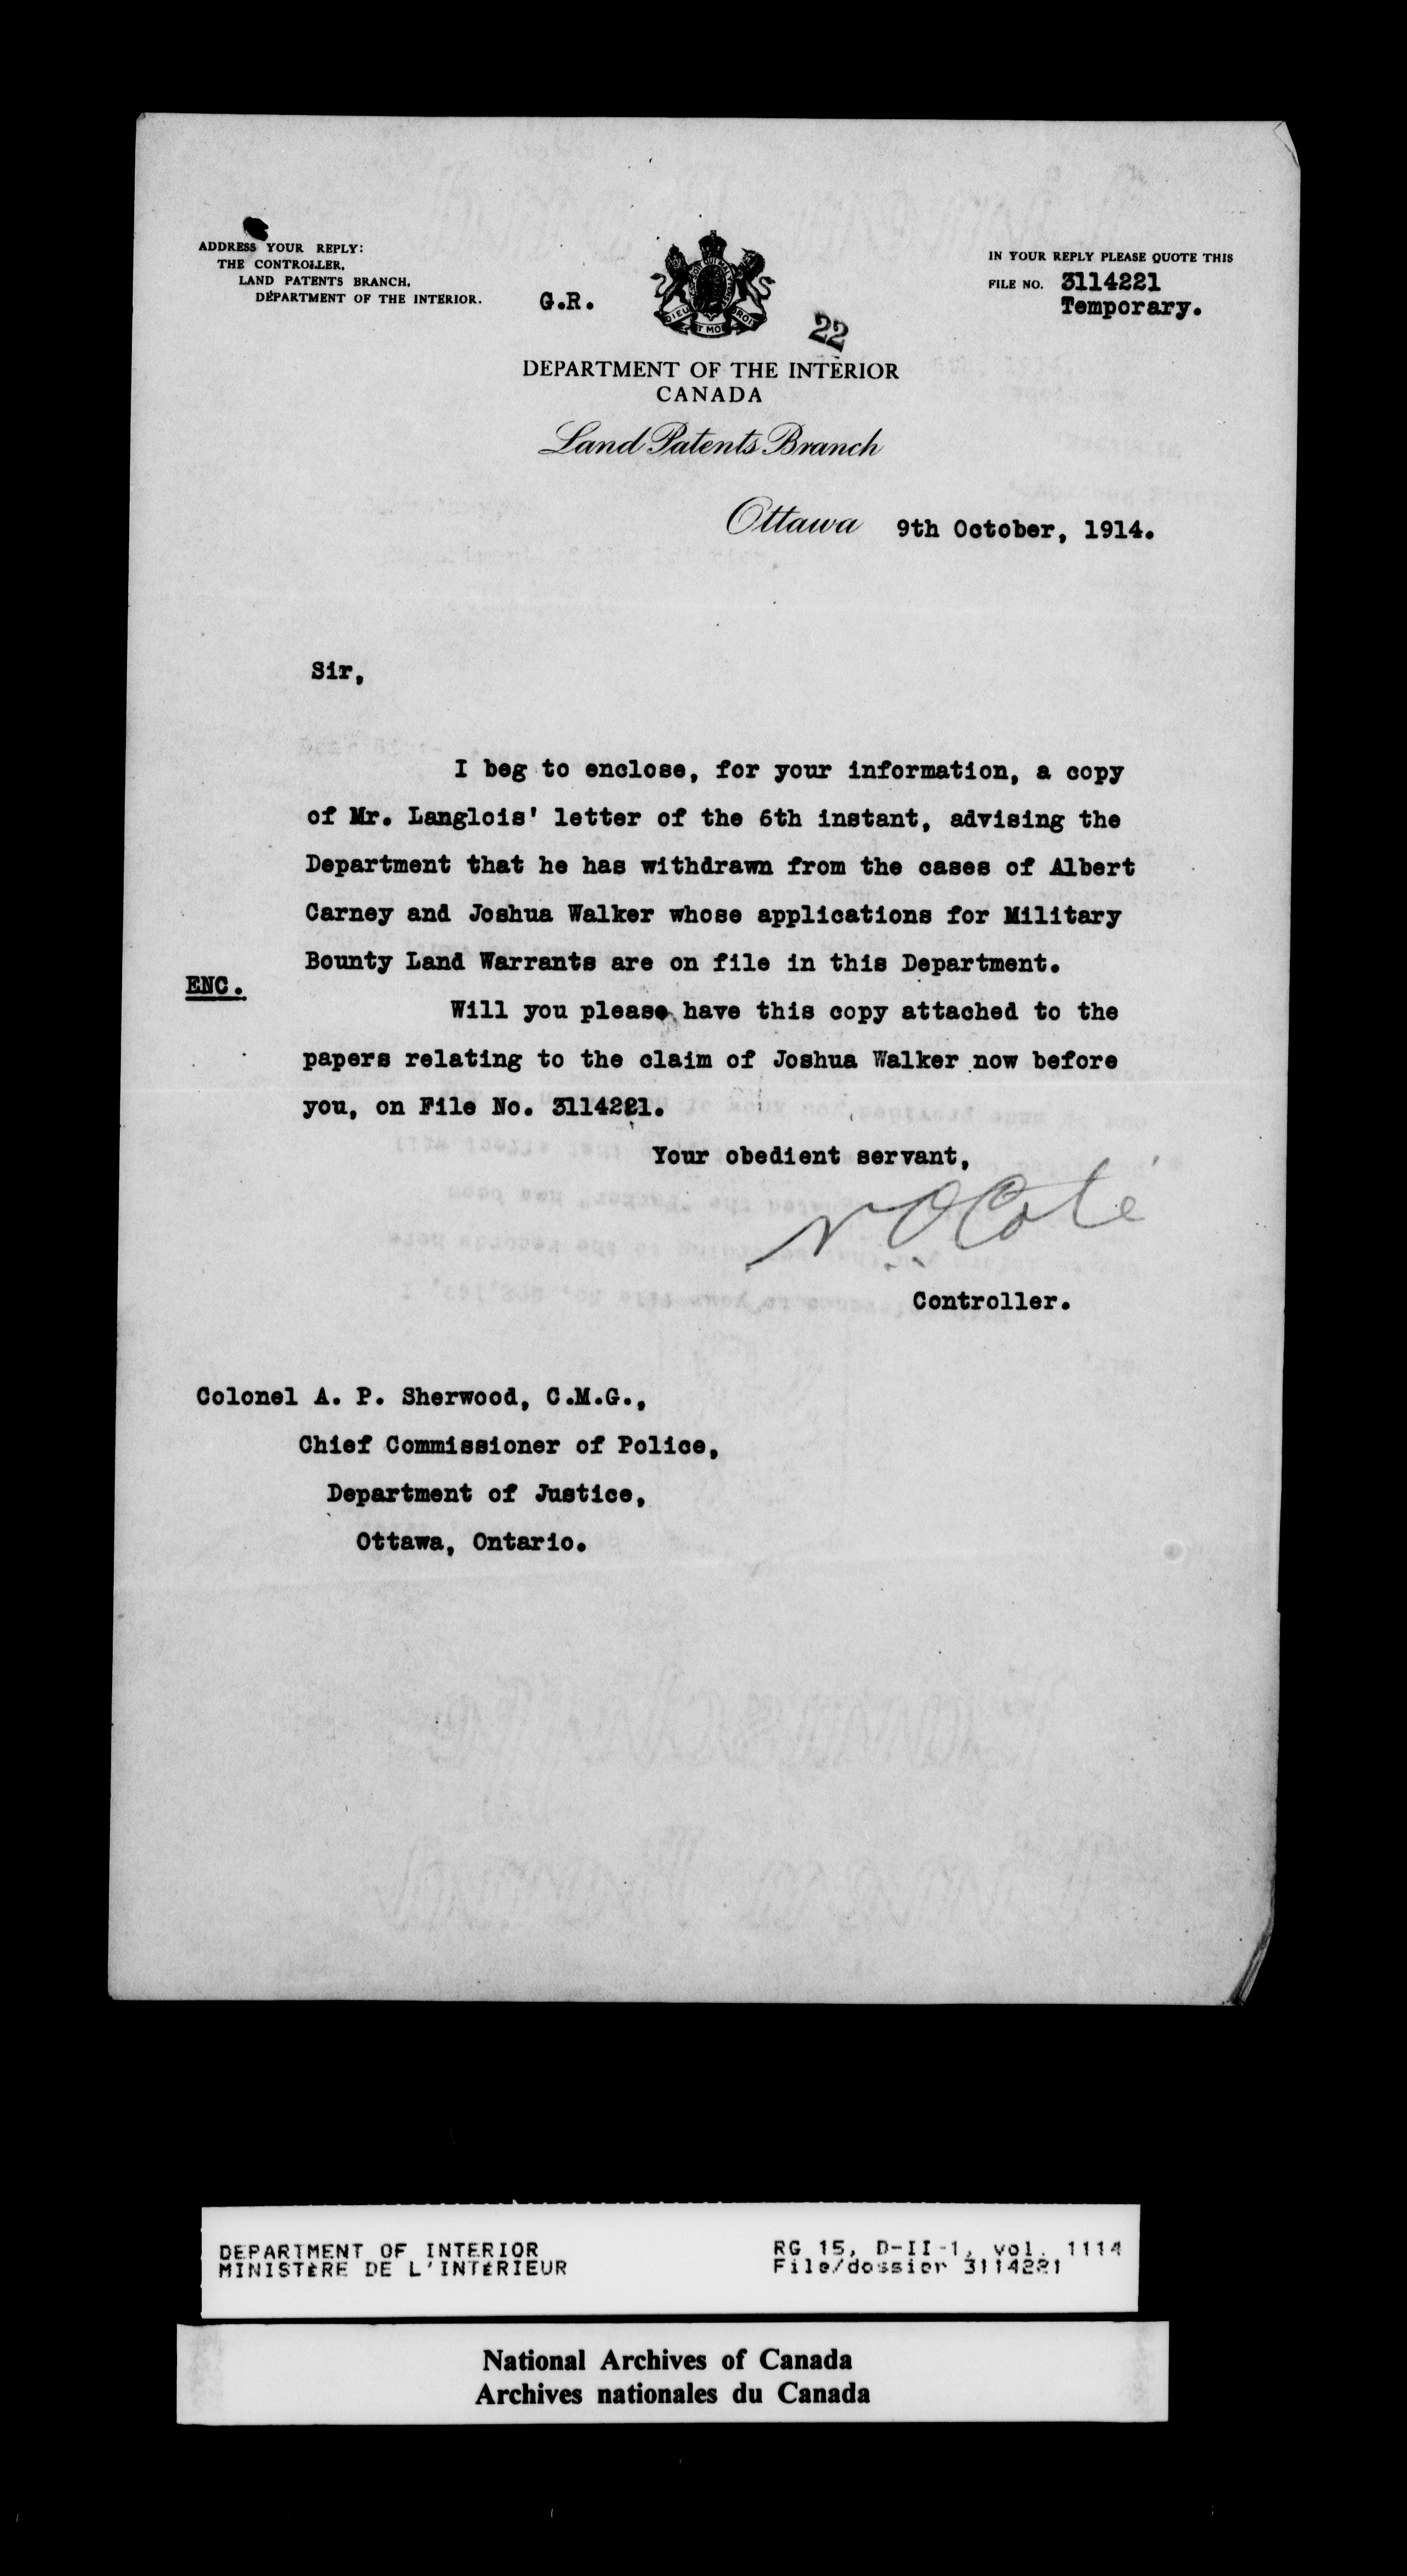 ADDRESS YOUR REPLY:
THE CONTROLLER,
LAND PATENTS BRANCH,
DEPARTMENT OF THE INTERIOR.
G.R.
IN YOUR REPLY PLEASE QUOTE THIS
FILE NO. 3114221
Temporary.
DIEU ET MON DROIT
22
DEPARTMENT OF THE INTERIOR
CANADA
Land Patents Branch
Ottawa 9th October, 1914.
Sir,
I beg to enclose, for your information, a copy
of Mr. Langlois' letter of the 6th instant, advising the
Department that he has withdrawn from the cases of Albert
Carney and Joshua Walker whose applications for Military
Bounty Land Warrants are on file in this Department.
ENC.
Will you please have this copy attached to the
papers relating to the claim of Joshua Walker now before
you, on File No. 3114221.
Your obedient servant,
N O Coté
Controller.
Colonel A. P. Sherwood, C.M.G.,
Chief Commissioner of Police,
Department of Justice,
Ottawa, Ontario.
DEPARTMENT OF INTERIOR
MINISTÈRE DE L'INTÉRIEUR
RG 15, D-II-1, vol. 1114
File/dossier 3114221
National Archives of Canada
Archives nationales du Canada